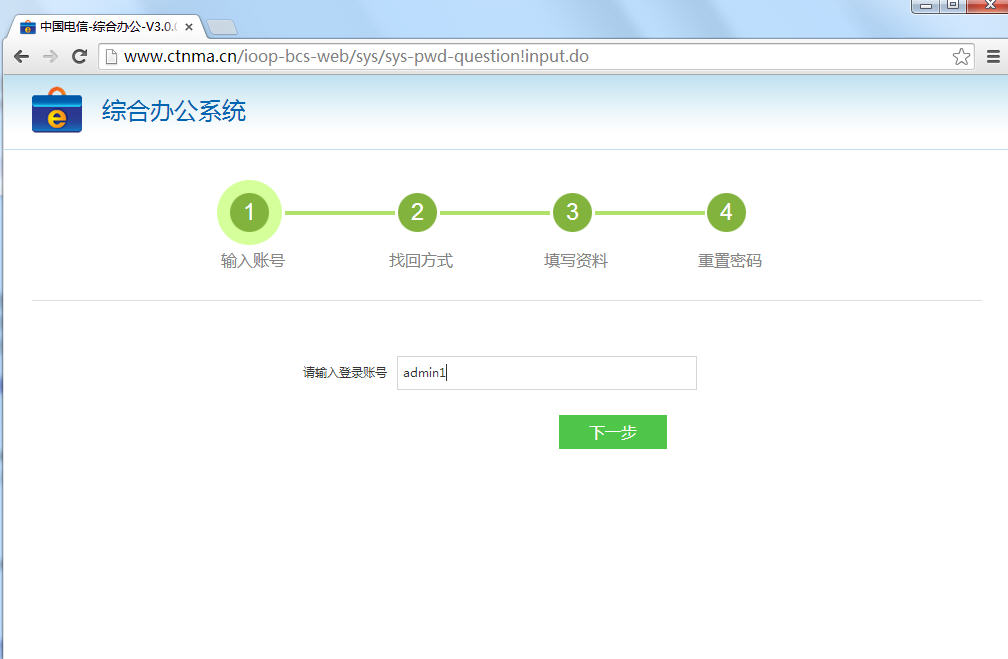 中国电信-综合办公-V3.0.
www.ctnma.cn/ioop-bcs-web/sys/sys-pwd-question!input.do
e 综合办公系统
1 2 3 4
输入账号 找回方式 填写资料 重置密码
请输入登录账号 admin1
下一步